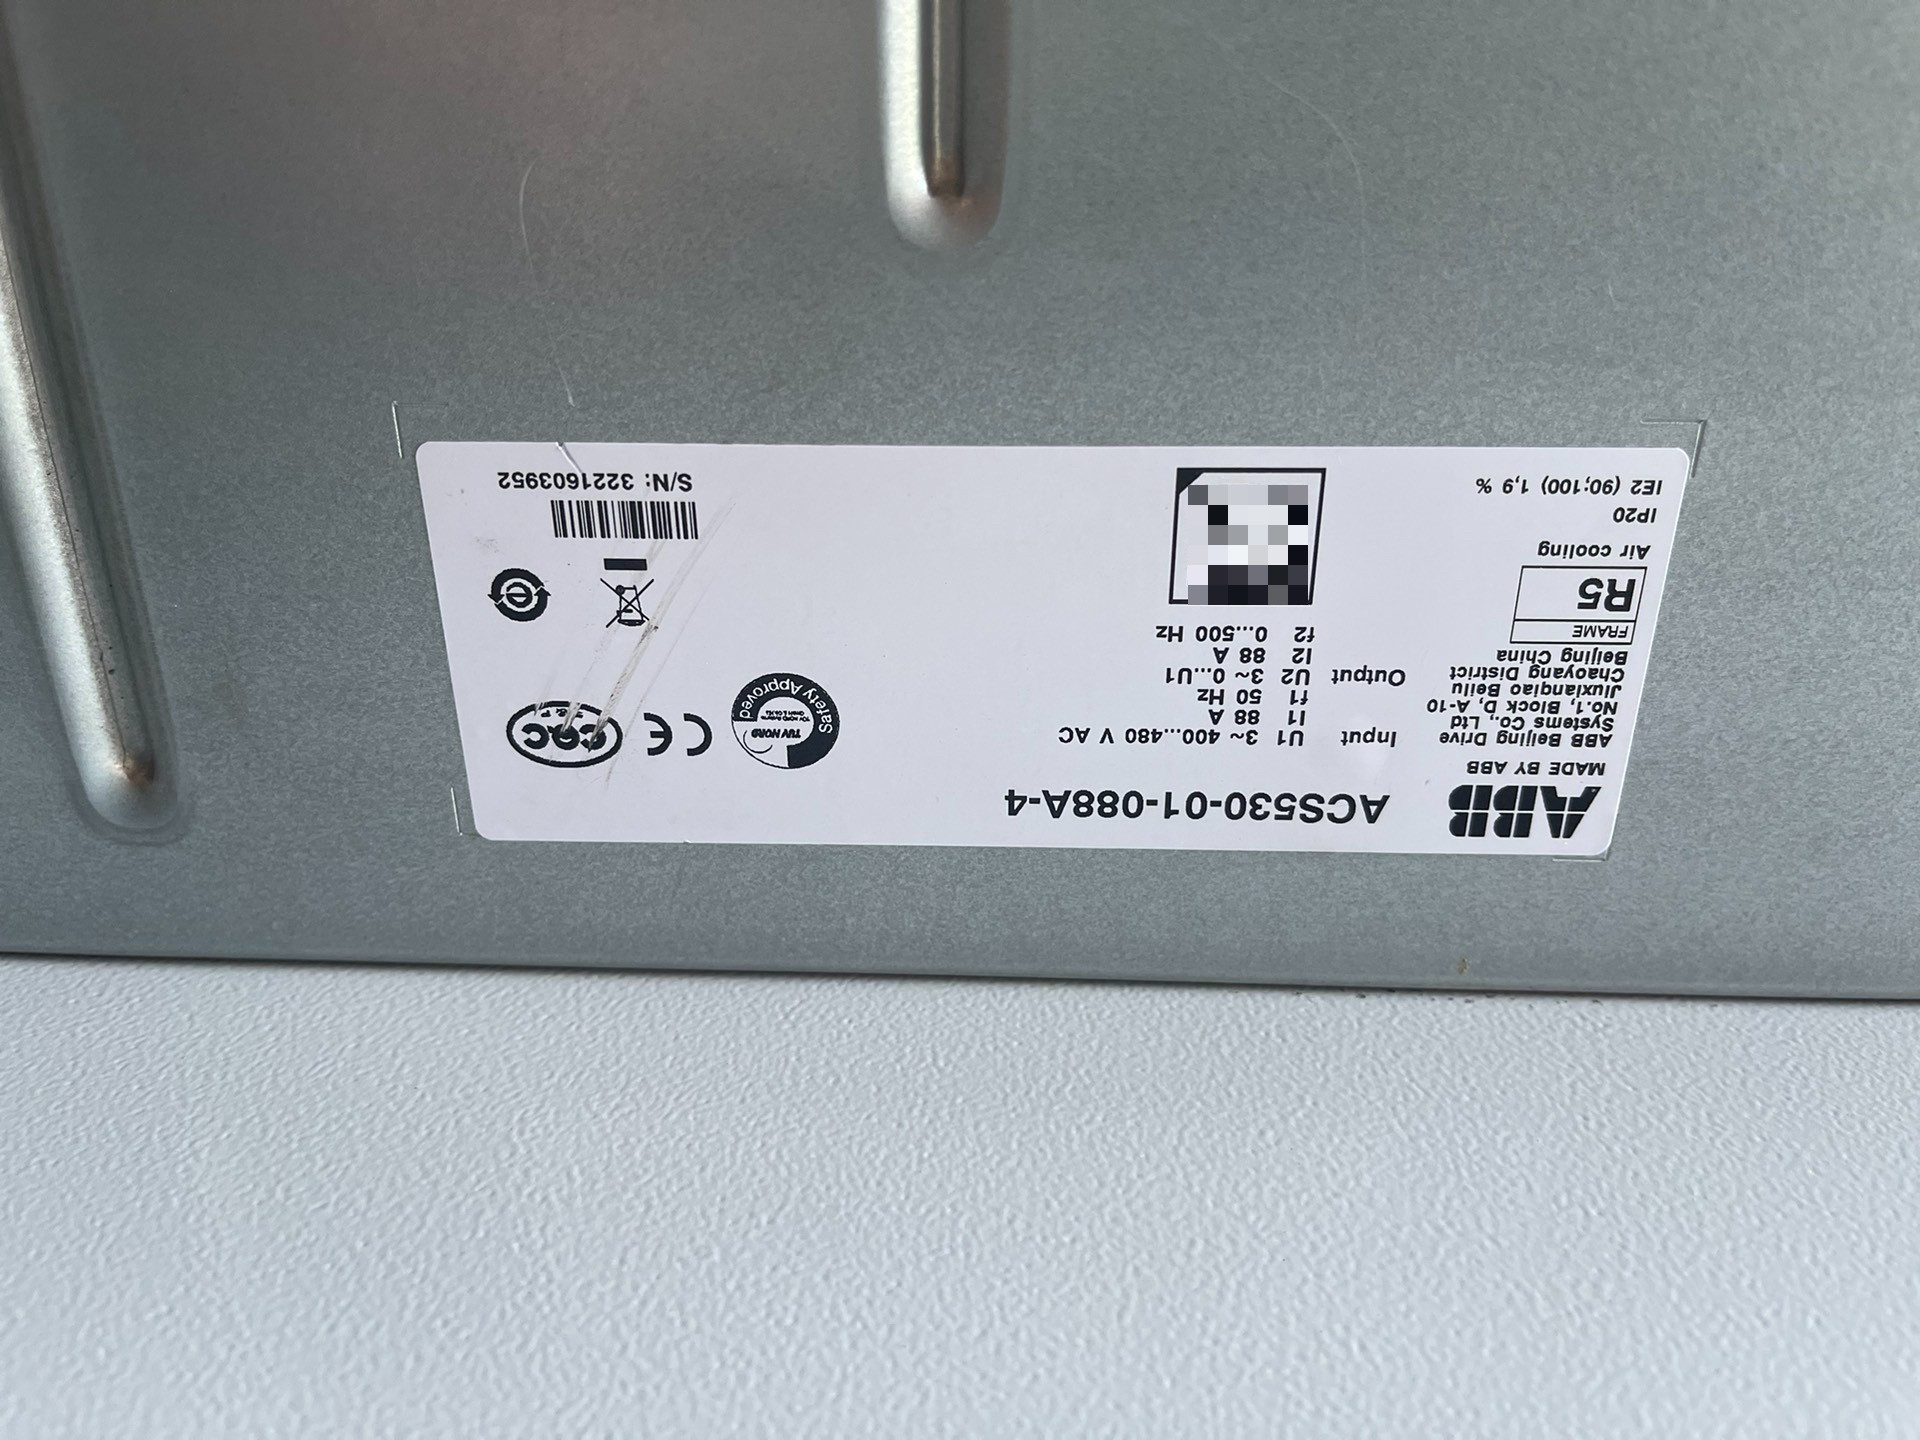 ABB
ACS530-01-088A-4
MADE BY ABB
ABB Beijing Drive
Systems Co., Ltd
No.1, Block D, A-10
Jiuxianqiao Beilu
Chaoyang District
Beijing China
FRAME
R5
Air cooling
IP20
IE2 (90;100) 1,9 %
Input U1 3~ 400...480 V AC
I1 88 A
f1 50 Hz
Output U2 3~ 0...U1
I2 88 A
f2 0...500 Hz
TÜV NORD
Safety Approved
CE
CQC
e
S/N: 3221603952